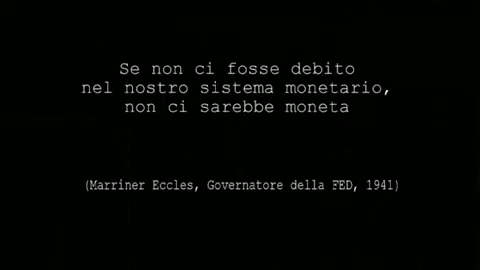 Se non ci fosse debito
nel nostro sistema monetario,
non ci sarebbe moneta
(Marriner Eccles, Governatore della FED, 1941)